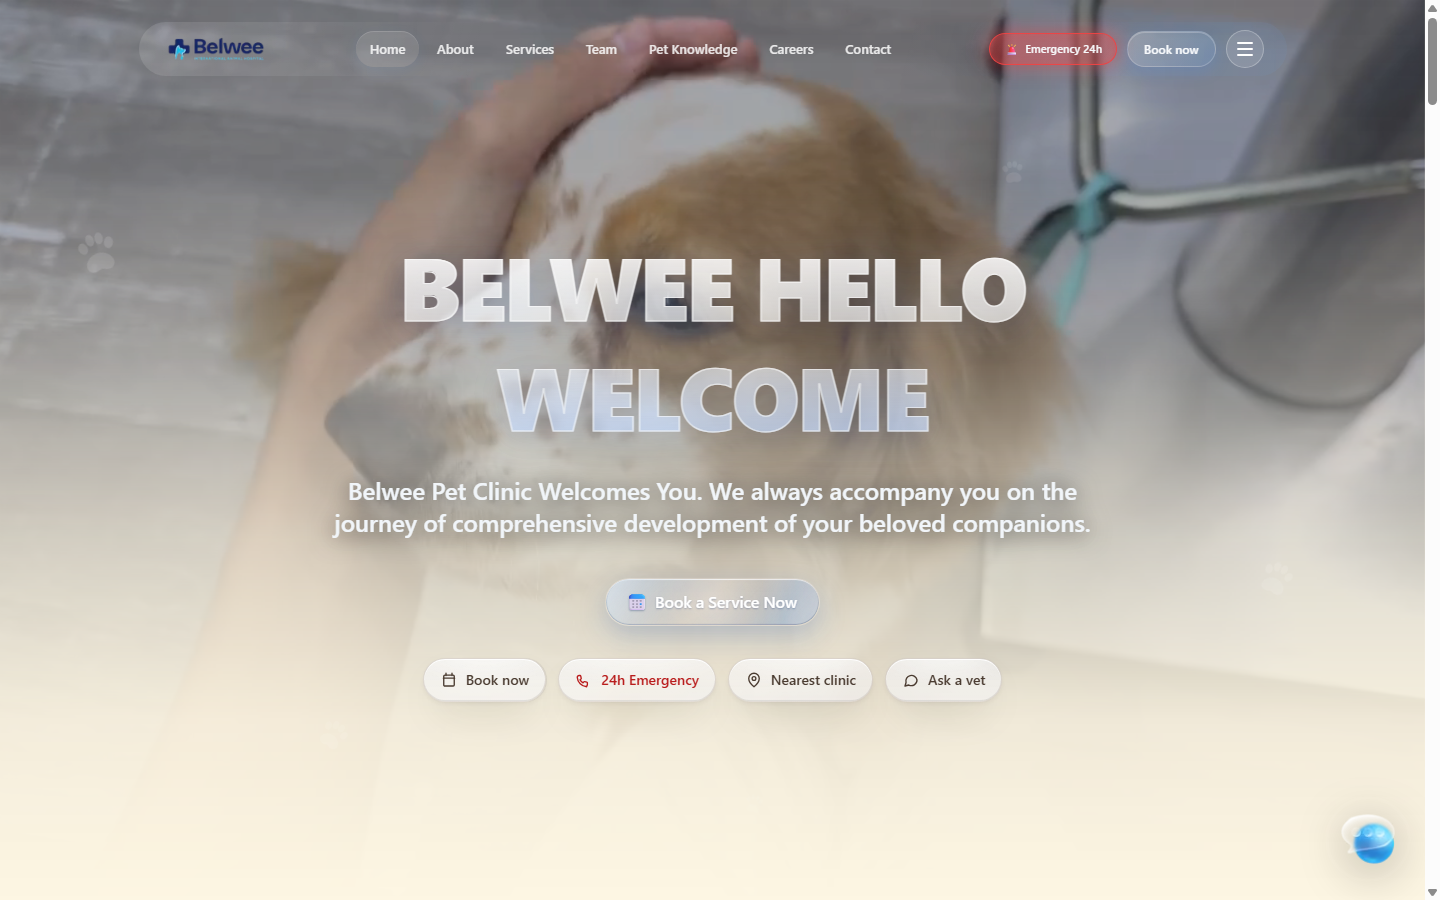 Belwee
Home
About
Services
Team
Pet Knowledge
Careers
Contact
Emergency 24h
Book now
BELWEE HELLO
WELCOME
Belwee Pet Clinic Welcomes You. We always accompany you on the
journey of comprehensive development of your beloved companions.
Book a Service Now
Book now
24h Emergency
Nearest clinic
Ask a vet